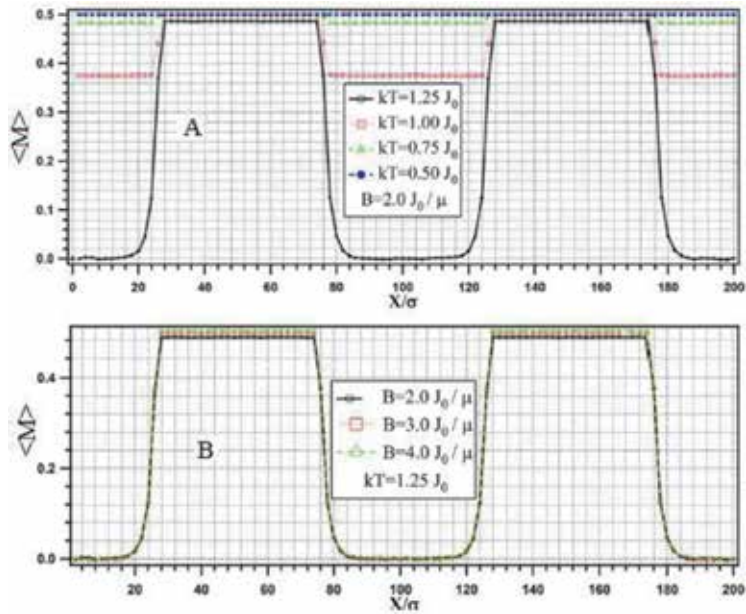 0.5
0.4
0.3
0.2
0.1
0.0
<M>
A
kT=1.25 J₀
kT=1.00 J₀
kT=0.75 J₀
kT=0.50 J₀
B=2.0 J₀/μ
0 20 40 60 80 100 120 140 160 180 200
X/σ
0.4
0.2
0.0
<M>
B
B=2.0 J₀/μ
B=3.0 J₀/μ
B=4.0 J₀/μ
kT=1.25 J₀
20 40 60 80 100 120 140 160 180 200
X/σ